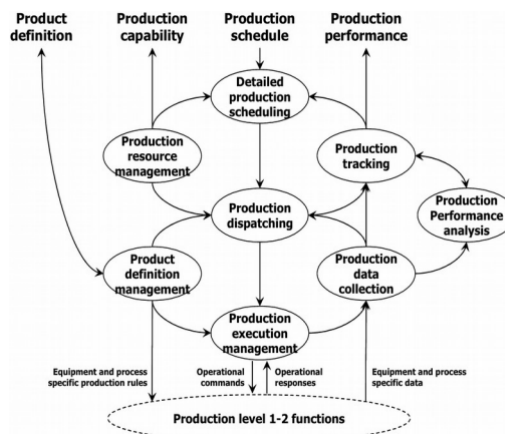 Product
definition
Production
capability
Production
schedule
Production
performance
Detailed
production
scheduling
Production
resource
management
Production
tracking
Production
dispatching
Production
Performance
analysis
Product
definition
management
Production
data
collection
Production
execution
management
Equipment and process
specific production rules
Operational
commands
Operational
responses
Equipment and process
specific data
Production level 1-2 functions